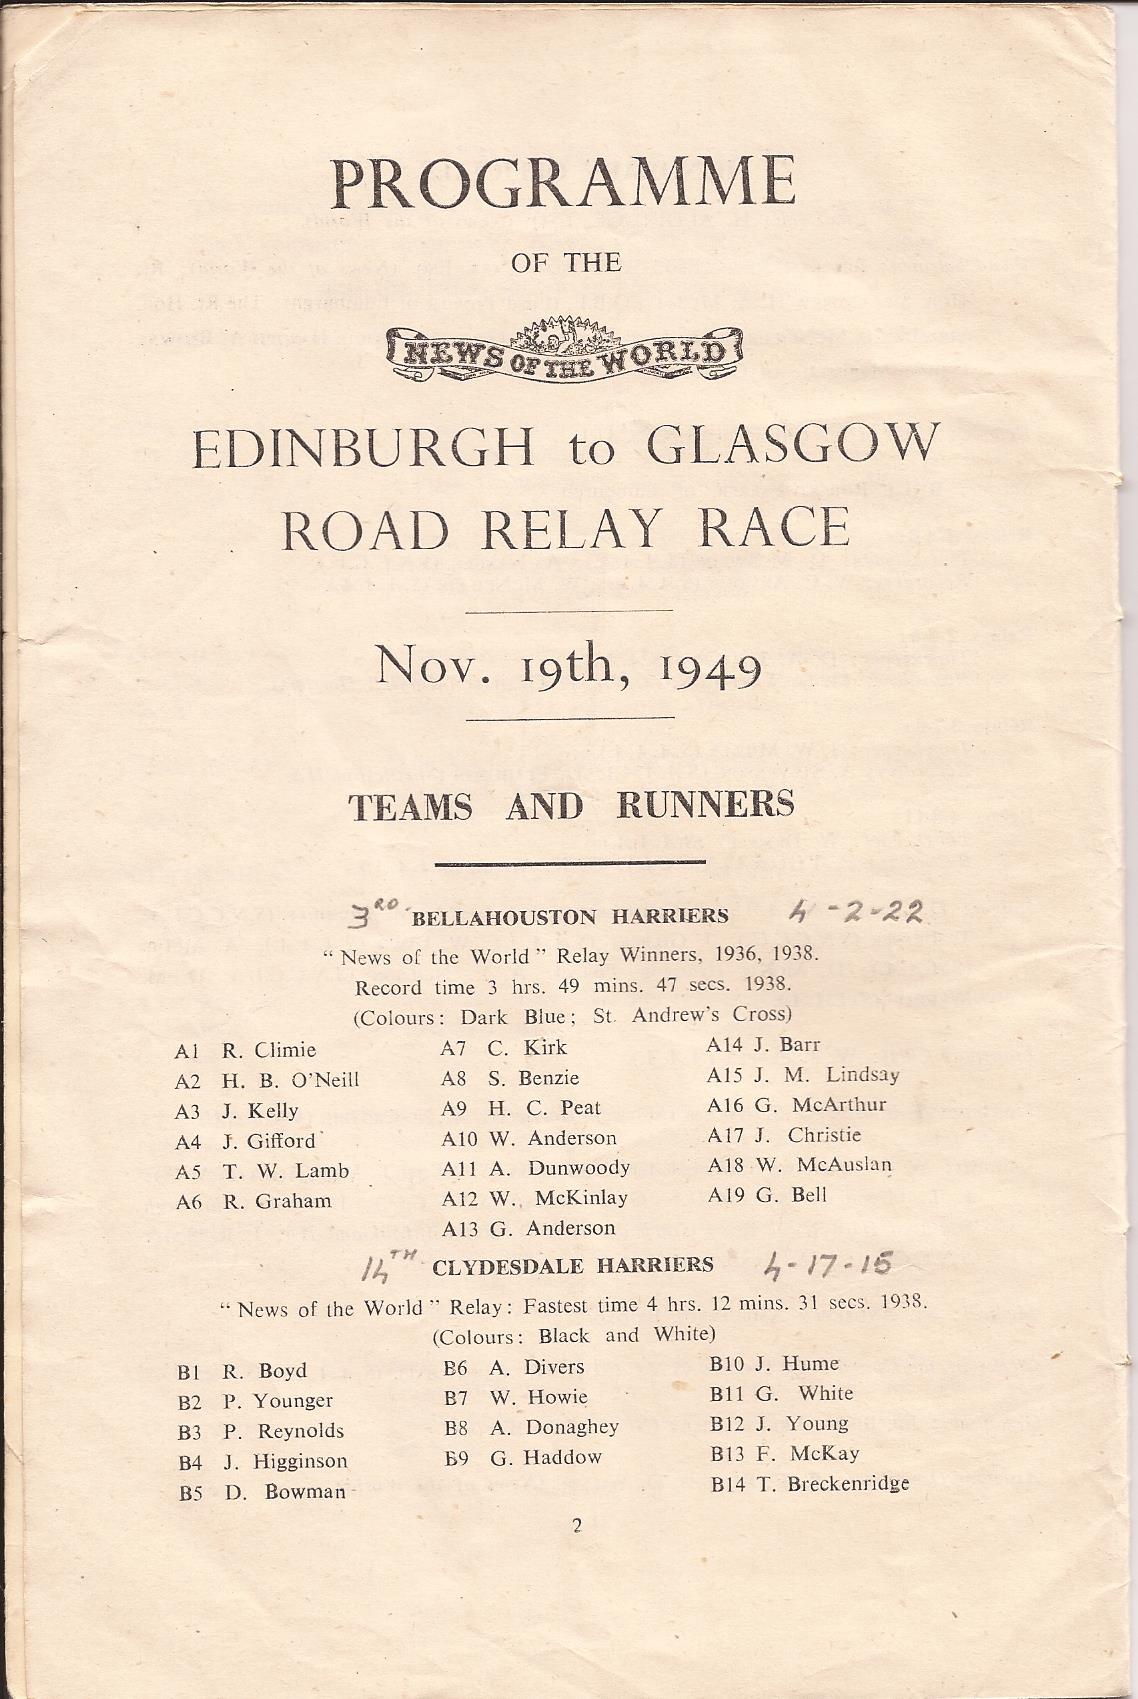 PROGRAMME
OF THE
NEWS OF THE WORLD
EDINBURGH to GLASGOW
ROAD RELAY RACE
Nov. 19th, 1949
TEAMS AND RUNNERS
3RD BELLAHOUSTON HARRIERS 4-2-22
“News of the World” Relay Winners, 1936, 1938.
Record time 3 hrs. 49 mins. 47 secs. 1938.
(Colours: Dark Blue; St. Andrew's Cross)
A1 R. Climie
A2 H. B. O'Neill
A3 J. Kelly
A4 J. Gifford
A5 T. W. Lamb
A6 R. Graham
A7 C. Kirk
A8 S. Benzie
A9 H. C. Peat
A10 W. Anderson
A11 A. Dunwoody
A12 W. McKinlay
A13 G. Anderson
A14 J. Barr
A15 J. M. Lindsay
A16 G. McArthur
A17 J. Christie
A18 W. McAuslan
A19 G. Bell
14TH CLYDESDALE HARRIERS 4-17-15
“News of the World” Relay: Fastest time 4 hrs. 12 mins. 31 secs. 1938.
(Colours: Black and White)
B1 R. Boyd
B2 P. Younger
B3 P. Reynolds
B4 J. Higginson
B5 D. Bowman
B6 A. Divers
B7 W. Howie
B8 A. Donaghey
B9 G. Haddow
B10 J. Hume
B11 G. White
B12 J. Young
B13 F. McKay
B14 T. Breckenridge
2